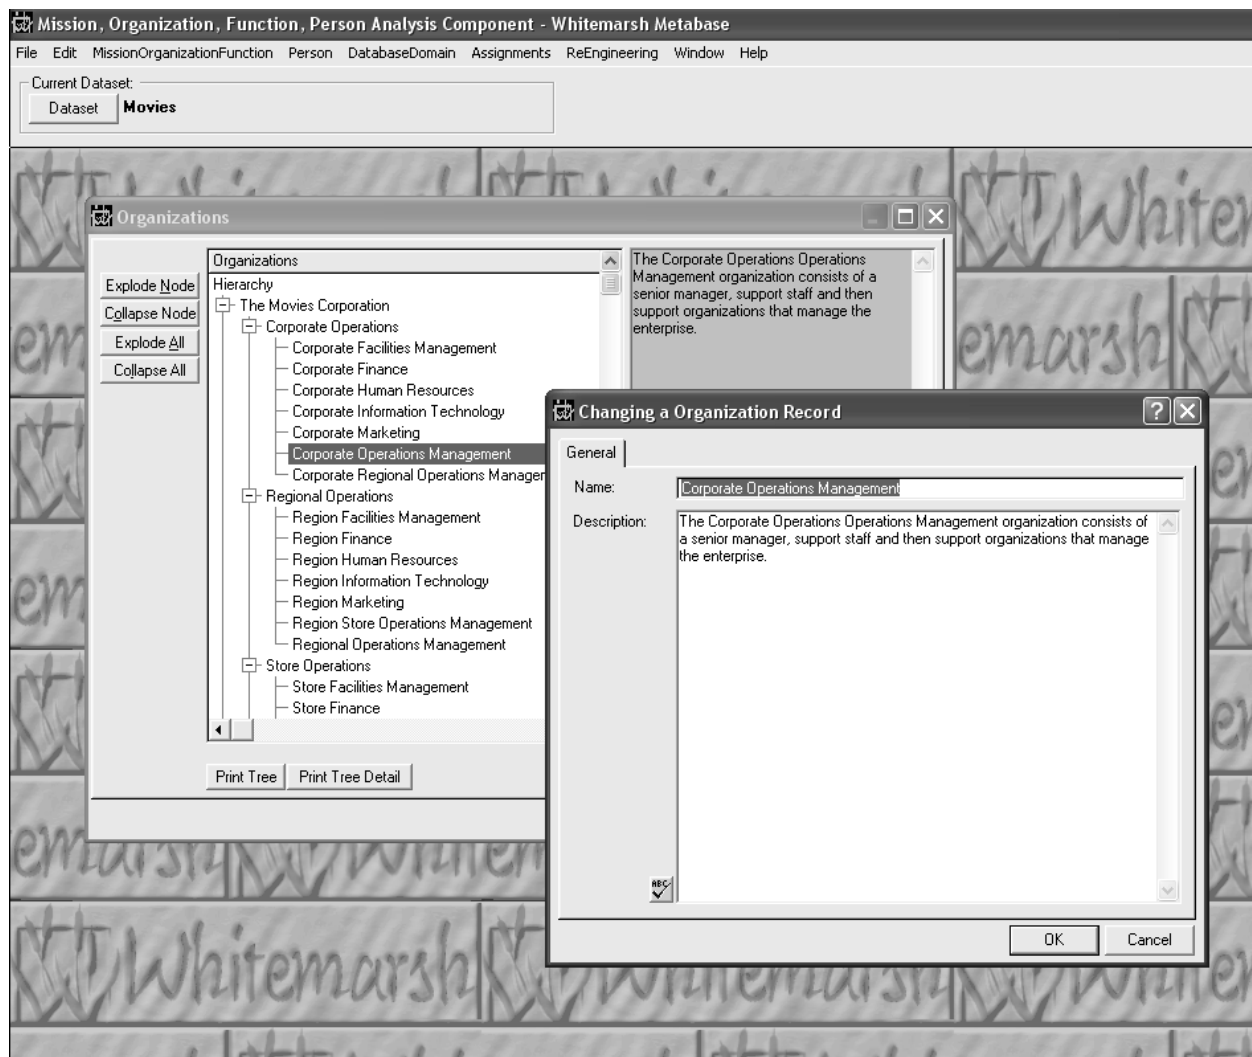 Mission, Organization, Function, Person Analysis Component - Whitemarsh Metabase
File Edit MissionOrganizationFunction Person DatabaseDomain Assignments ReEngineering Window Help
Current Dataset:
Dataset Movies
Organizations
Explode Node
Collapse Node
Explode All
Collapse All
Organizations
Hierarchy
The Movies Corporation
Corporate Operations
Corporate Facilities Management
Corporate Finance
Corporate Human Resources
Corporate Information Technology
Corporate Marketing
Corporate Operations Management
Corporate Regional Operations Manager
Regional Operations
Region Facilities Management
Region Finance
Region Human Resources
Region Information Technology
Region Marketing
Region Store Operations Management
Regional Operations Management
Store Operations
Store Facilities Management
Store Finance
Print Tree Print Tree Detail
The Corporate Operations Operations
Management organization consists of a
senior manager, support staff and then
support organizations that manage the
enterprise.
Changing a Organization Record
General
Name: Corporate Operations Management
Description: The Corporate Operations Operations Management organization consists of
a senior manager, support staff and then support organizations that manage
the enterprise.
ABC
OK Cancel
Whitemarsh